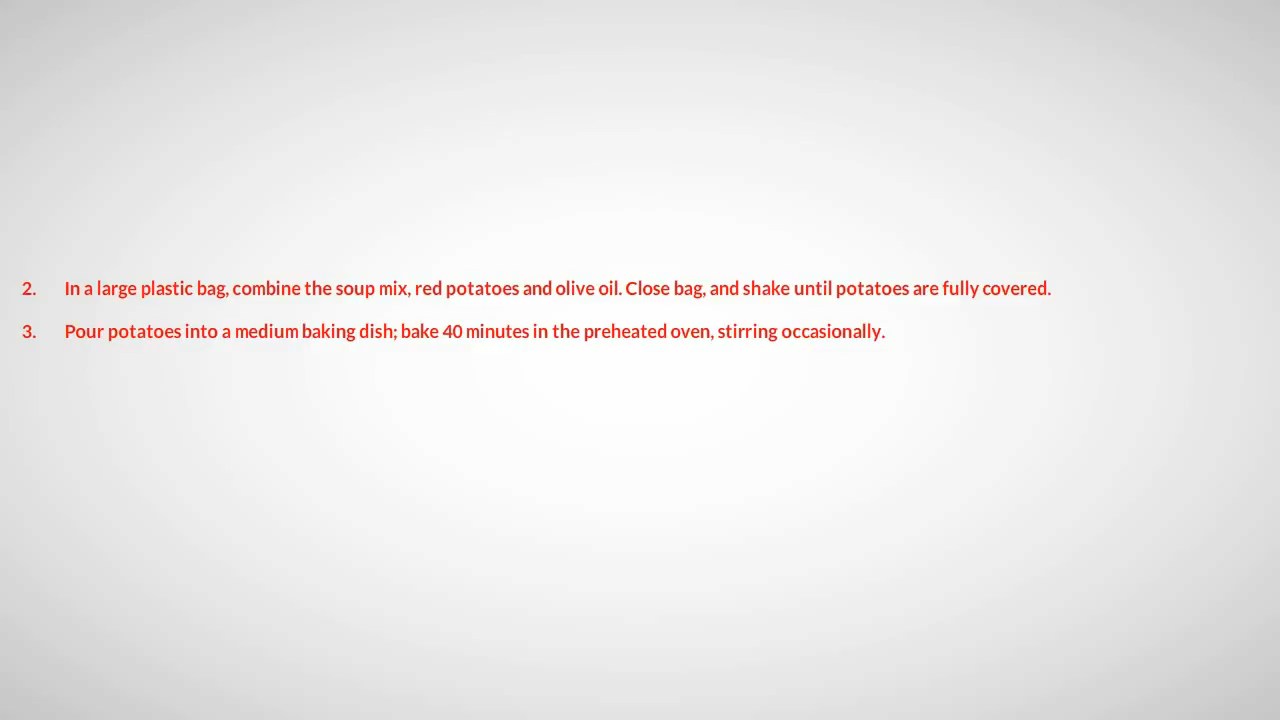 2. In a large plastic bag, combine the soup mix, red potatoes and olive oil. Close bag, and shake until potatoes are fully covered.
3. Pour potatoes into a medium baking dish; bake 40 minutes in the preheated oven, stirring occasionally.